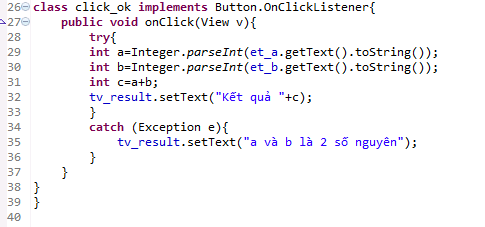 26 class click_ok implements Button.OnClickListener{
27     public void onClick(View v){
28         try{
29         int a=Integer.parseInt(et_a.getText().toString());
30         int b=Integer.parseInt(et_b.getText().toString());
31         int c=a+b;
32         tv_result.setText("Kết quả "+c);
33         }
34         catch (Exception e){
35             tv_result.setText("a và b là 2 số nguyên");
36         }
37     }
38 }
39 }
40